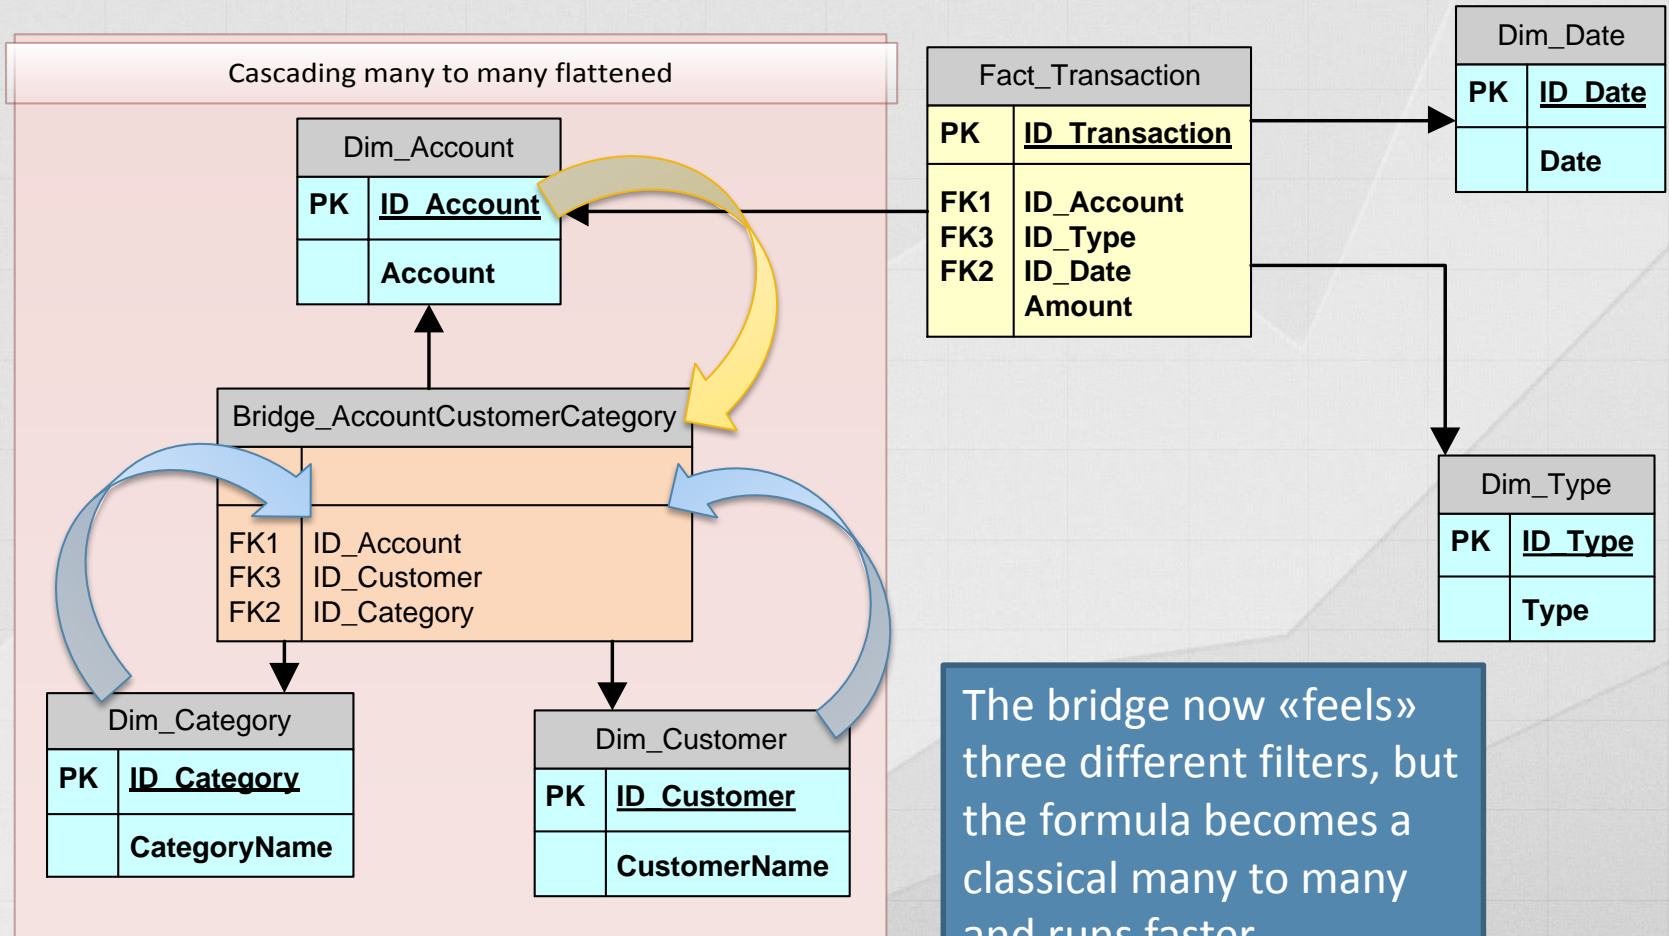 Cascading many to many flattened
Dim_Account
PK ID_Account
Account
Bridge_AccountCustomerCategory
FK1 ID_Account
FK3 ID_Customer
FK2 ID_Category
Dim_Category
PK ID_Category
CategoryName
Dim_Customer
PK ID_Customer
CustomerName
Fact_Transaction
PK ID_Transaction
FK1 ID_Account
FK3 ID_Type
FK2 ID_Date
Amount
Dim_Date
PK ID_Date
Date
Dim_Type
PK ID_Type
Type
The bridge now «feels»
three different filters, but
the formula becomes a
classical many to many
and runs faster